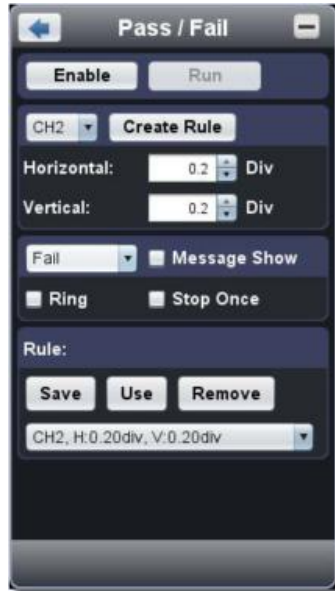 Pass / Fail
Enable Run
CH2 Create Rule
Horizontal: 0.2 Div
Vertical: 0.2 Div
Fail Message Show
Ring Stop Once
Rule:
Save Use Remove
CH2, H:0.20div, V:0.20div